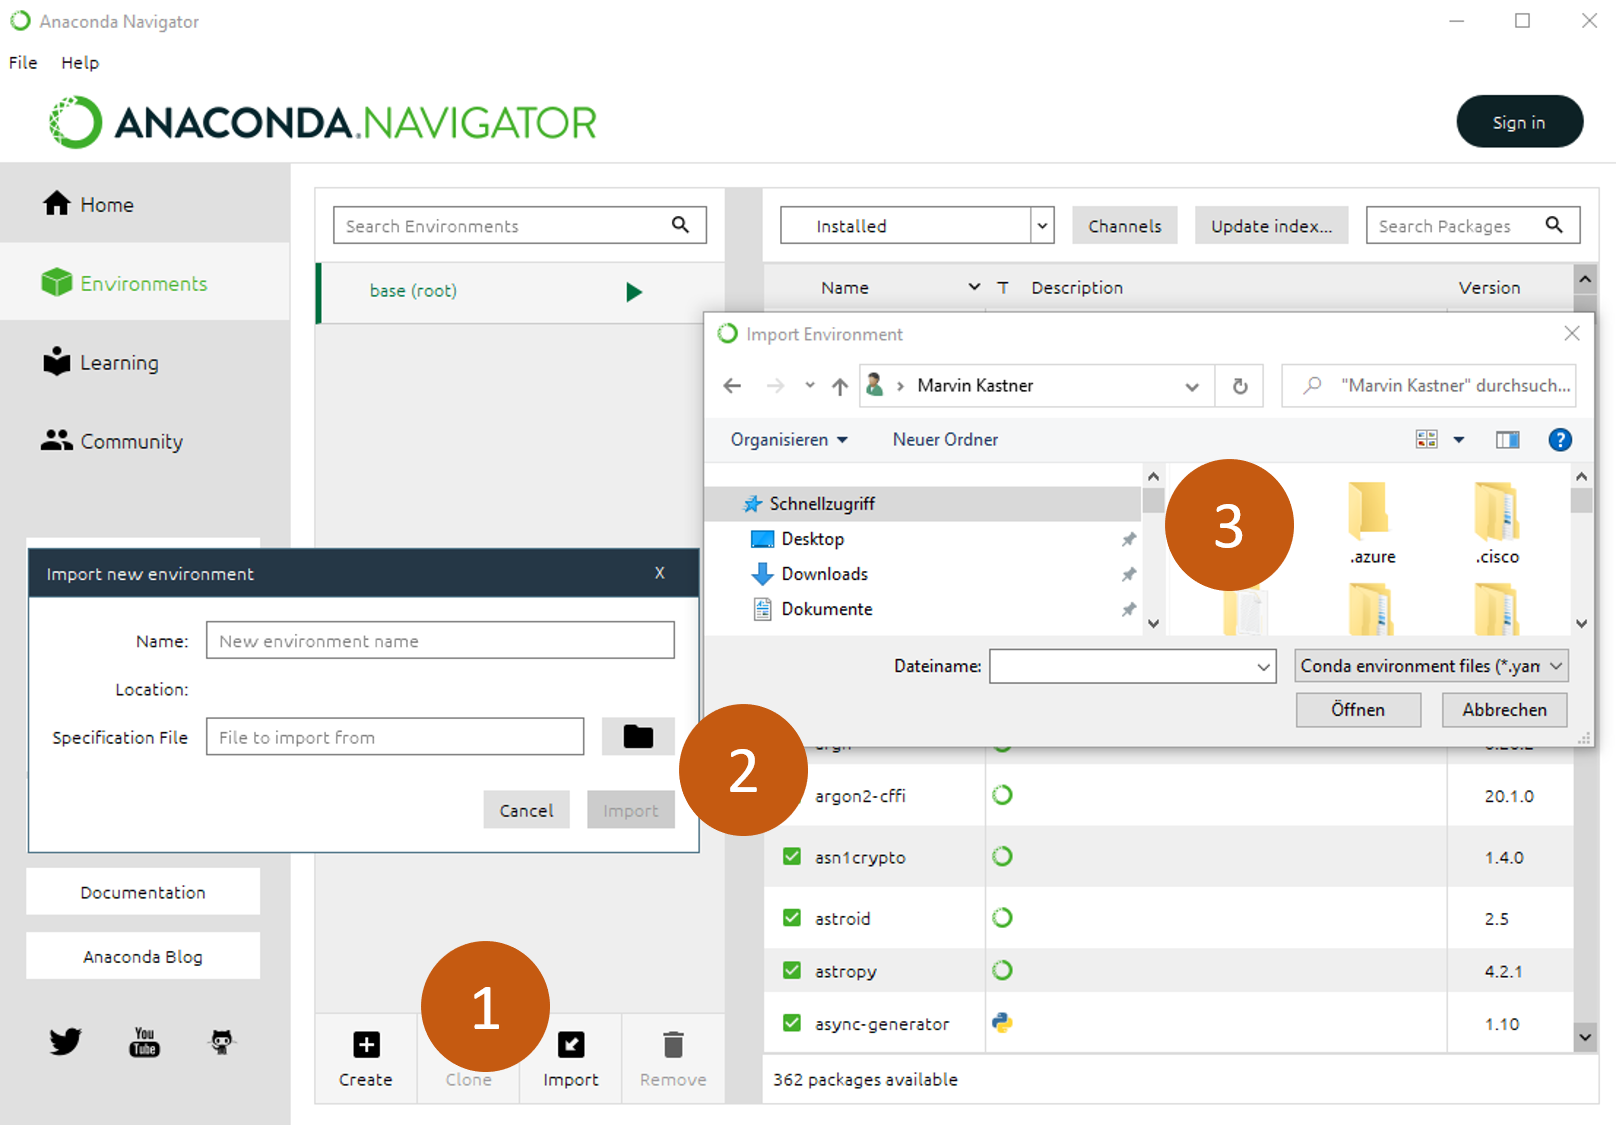 Anaconda Navigator
File Help
ANACONDA.NAVIGATOR
Sign in
Home
Environments
Learning
Community
Documentation
Anaconda Blog
You
Tube
Search Environments
base (root)
Installed
Channels
Update index...
Search Packages
Name T Description Version
Import Environment
Marvin Kastner
"Marvin Kastner" durchsuch...
Organisieren Neuer Ordner
Schnellzugriff
Desktop
Downloads
Dokumente
3
.azure
.cisco
Dateiname:
Conda environment files (*.yam
Öffnen
Abbrechen
Import new environment X
Name: New environment name
Location:
Specification File File to import from
2
Cancel
Import
argon2-cffi 20.1.0
asn1crypto 1.4.0
astroid 2.5
astropy 4.2.1
async-generator 1.10
362 packages available
1
Create
Clone
Import
Remove